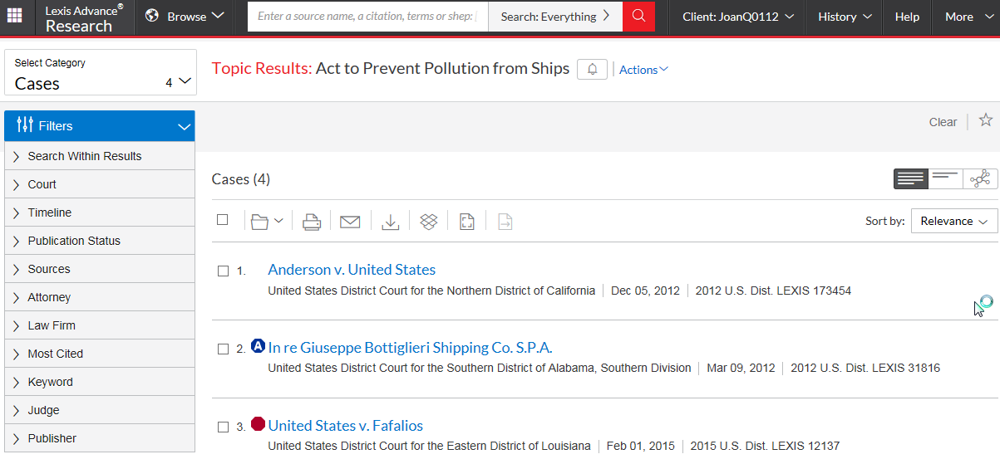 Lexis Advance®
Research
Browse
Enter a source name, a citation, terms or shep:
Search: Everything
Client: JoanQ0112
History
Help
More
Select Category
Cases 4
Topic Results: Act to Prevent Pollution from Ships
Actions
Filters
Clear
Search Within Results
Court
Timeline
Publication Status
Sources
Attorney
Law Firm
Most Cited
Keyword
Judge
Publisher
Cases (4)
Sort by: Relevance
1. Anderson v. United States
United States District Court for the Northern District of California | Dec 05, 2012 | 2012 U.S. Dist. LEXIS 173454
2. A In re Giuseppe Bottiglieri Shipping Co. S.P.A.
United States District Court for the Southern District of Alabama, Southern Division | Mar 09, 2012 | 2012 U.S. Dist. LEXIS 31816
3. United States v. Fafalios
United States District Court for the Eastern District of Louisiana | Feb 01, 2015 | 2015 U.S. Dist. LEXIS 12137